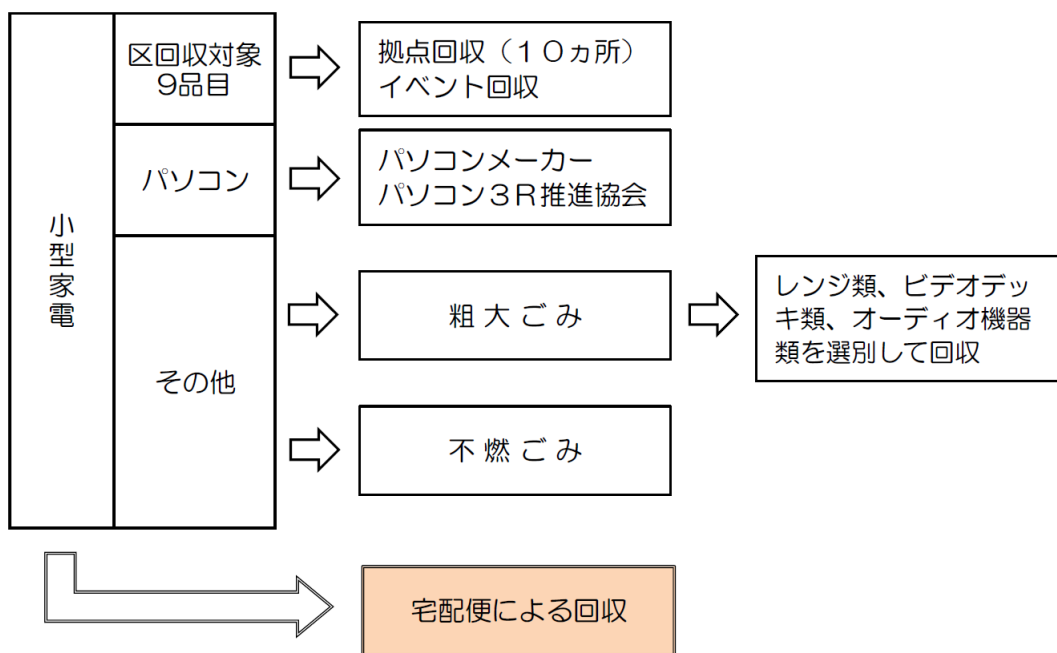 小型家電
区回収対象
9品目
拠点回収（１０ヵ所）
イベント回収
パソコン
パソコンメーカー
パソコン３Ｒ推進協会
その他
粗 大 ご み
レンジ類、ビデオデッ
キ類、オーディオ機器
類を選別して回収
不 燃 ご み
宅配便による回収